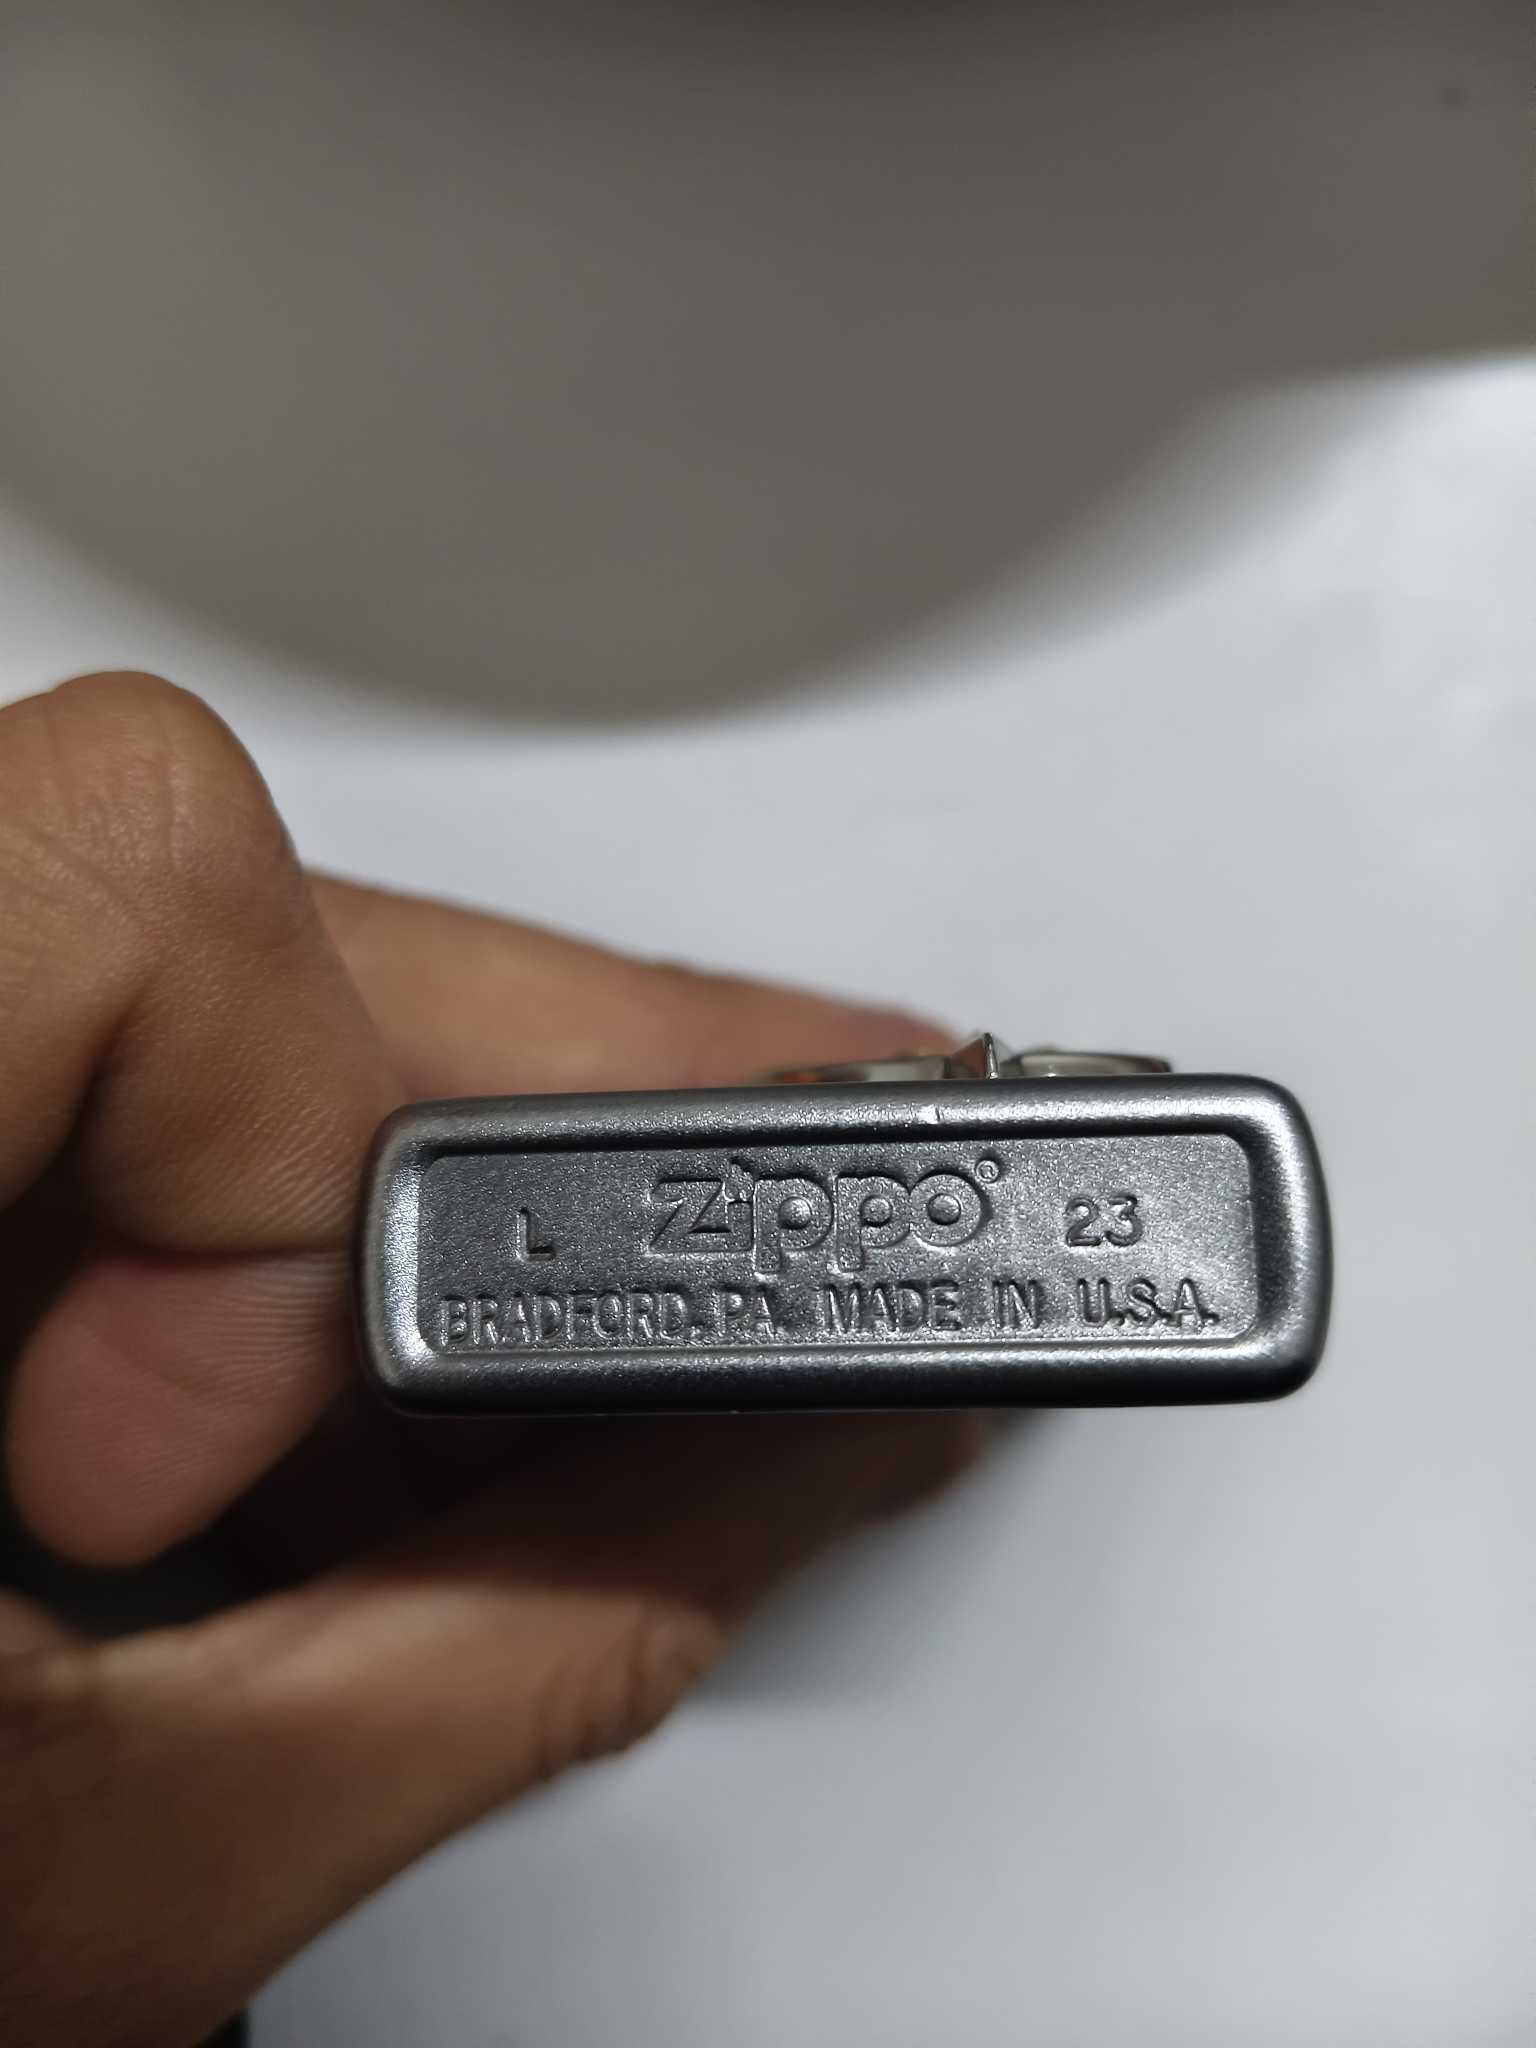 L Zippo® 23
BRADFORD, PA. MADE IN U.S.A.